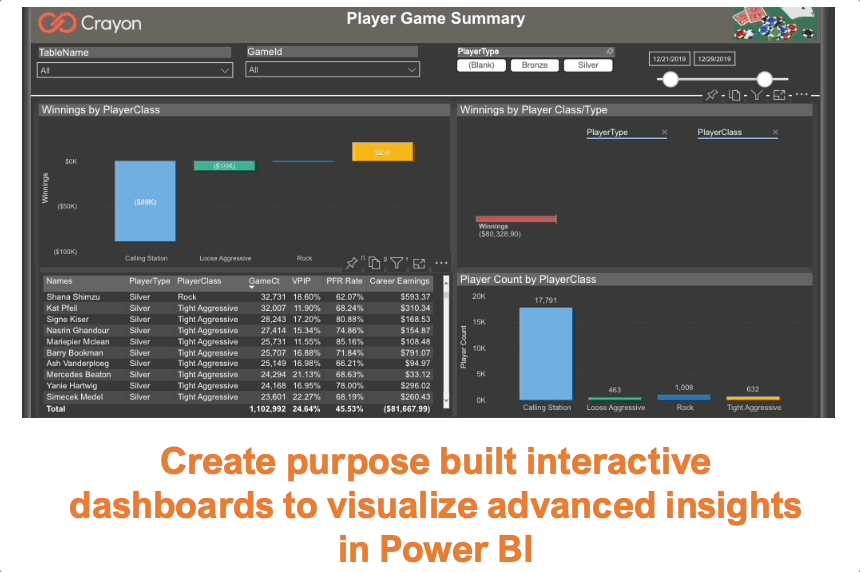 Crayon
Player Game Summary
TableName
All
GameId
All
PlayerType
(Blank)
Bronze
Silver
12/21/2019
12/29/2019
Winnings by PlayerClass
Winnings
$0K
($50K)
($100K)
($89K)
Calling Station
Loose Aggressive
Rock
Winnings by Player Class/Type
PlayerType
PlayerClass
Winnings
($80,328.90)
Names PlayerType PlayerClass GameCt VPIP PFR Rate Career Earnings
Shana Shimzu Silver Rock 32,731 18.60% 62.07% $593.37
Kat Pfeil Silver Tight Aggressive 32,007 11.90% 68.24% $310.34
Signe Kiser Silver Tight Aggressive 28,243 17.20% 80.88% $168.53
Nasrin Ghandour Silver Tight Aggressive 27,414 15.34% 74.86% $154.87
Mariepier Mclean Silver Tight Aggressive 25,731 11.55% 85.16% $108.48
Barry Bookman Silver Tight Aggressive 25,707 16.88% 71.84% $791.07
Ash Vanderploeg Silver Tight Aggressive 25,149 16.98% 66.21% $94.97
Mercedes Beaton Silver Tight Aggressive 24,294 21.13% 68.63% $33.12
Yanie Hartwig Silver Tight Aggressive 24,168 16.95% 78.00% $296.02
Simecek Medel Silver Tight Aggressive 23,601 22.27% 68.19% $260.43
Total 1,102,992 24.64% 45.53% ($81,667.99)
Player Count by PlayerClass
Player Count
20K
15K
10K
5K
0K
17,791
463
1,008
632
Calling Station
Loose Aggressive
Rock
Tight Aggressive
Create purpose built interactive
dashboards to visualize advanced insights
in Power BI